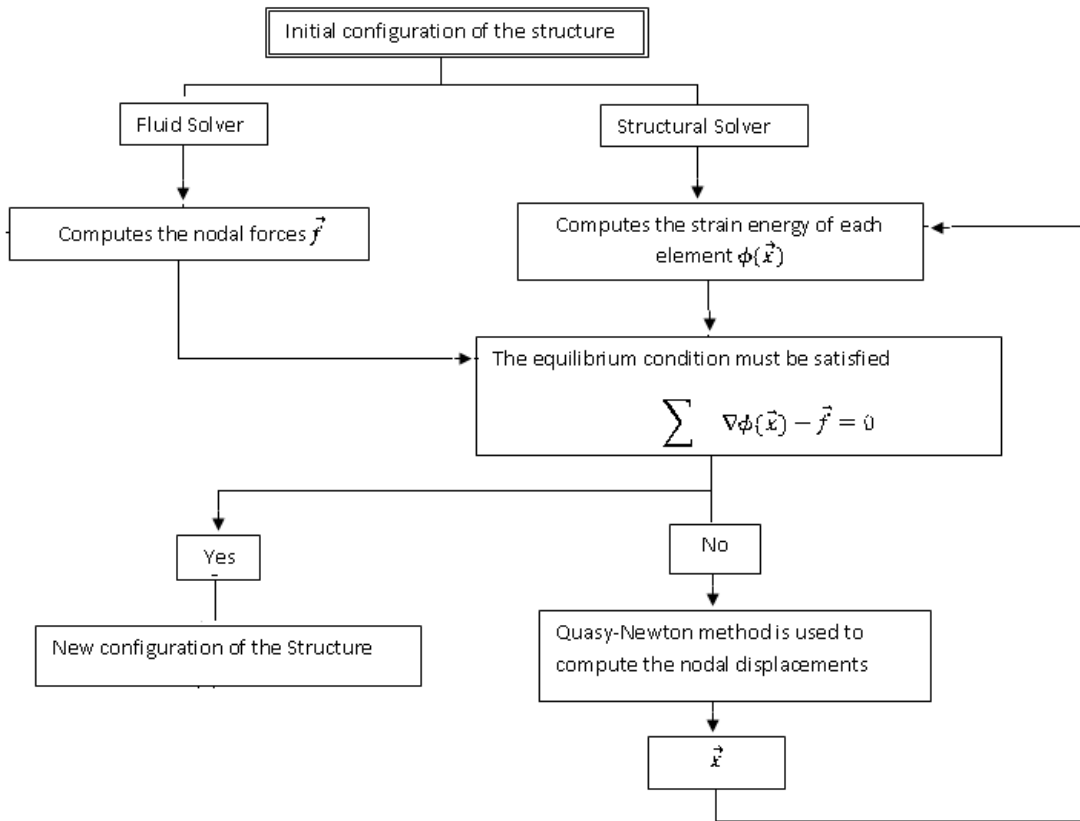 Initial configuration of the structure
Fluid Solver
Structural Solver
Computes the nodal forces f⃗
Computes the strain energy of each
element ϕ(x⃗)
The equilibrium condition must be satisfied
∑ ∇ϕ(x⃗) − f⃗ = 0
Yes
No
New configuration of the Structure
Quasy-Newton method is used to
compute the nodal displacements
x⃗